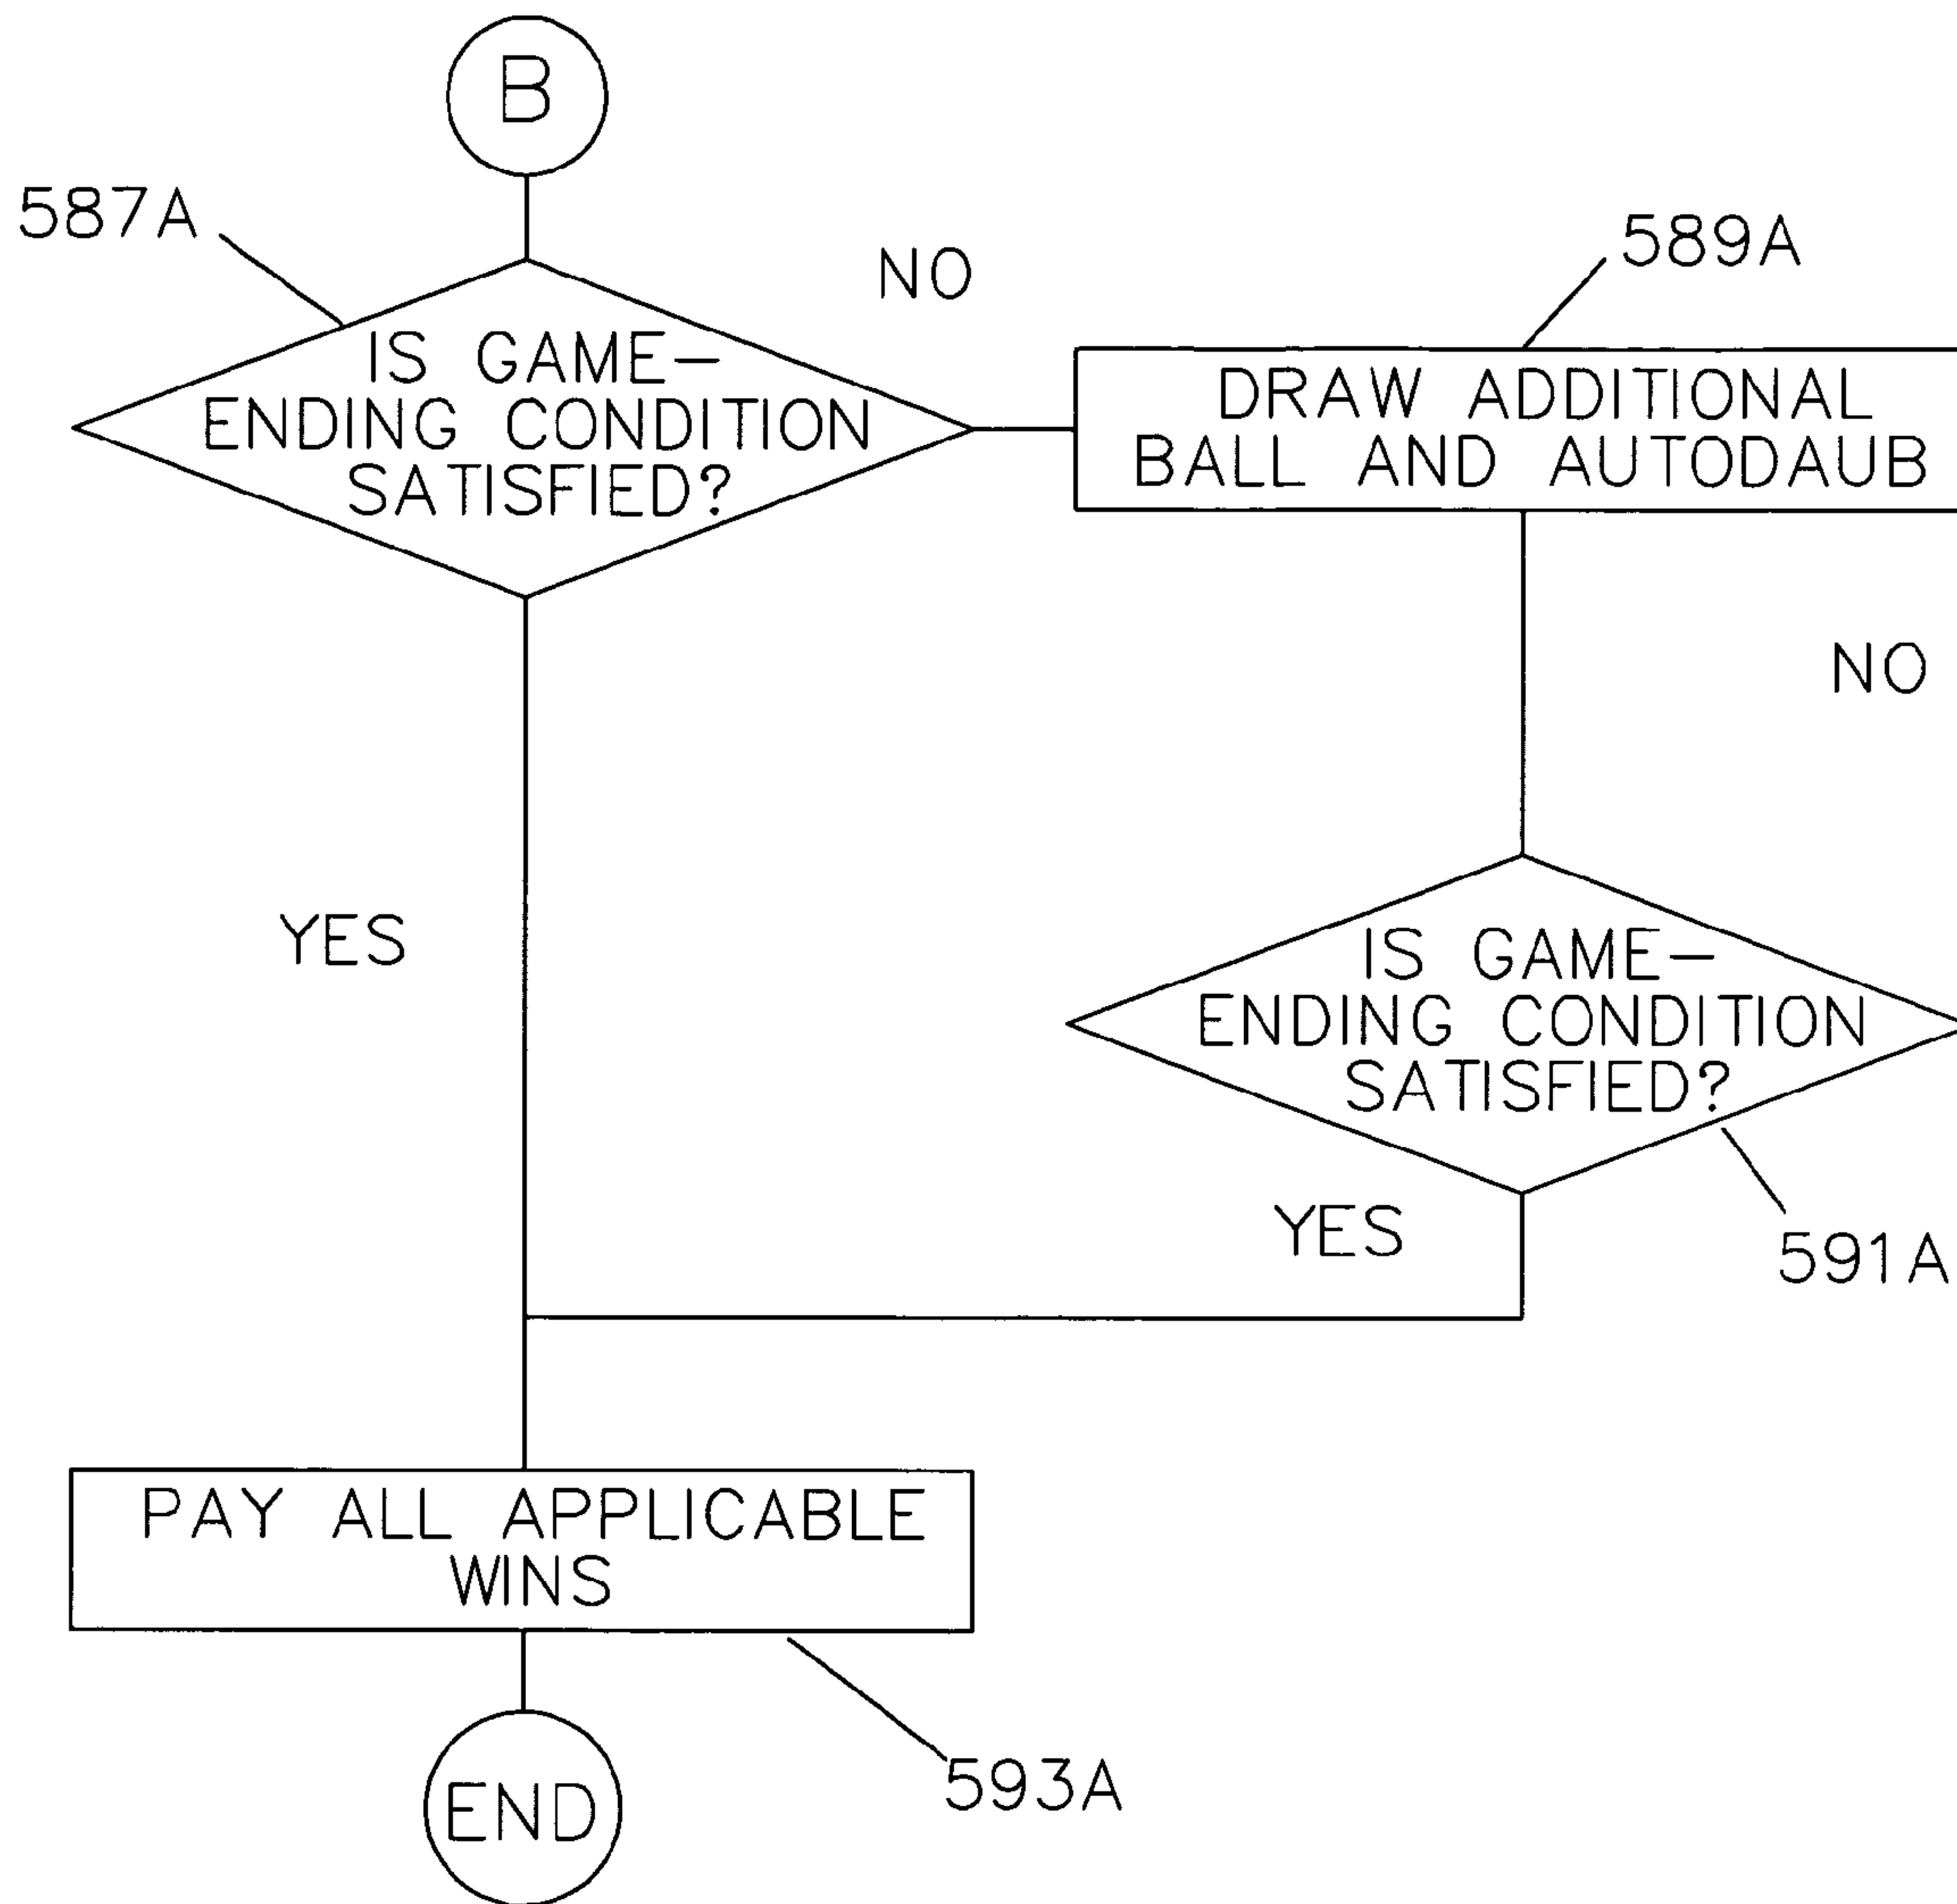 B
587A
NO
589A
IS GAME-
ENDING CONDITION
SATISFIED?
DRAW ADDITIONAL
BALL AND AUTODAUB
NO
YES
IS GAME-
ENDING CONDITION
SATISFIED?
YES
591A
PAY ALL APPLICABLE
WINS
593A
END